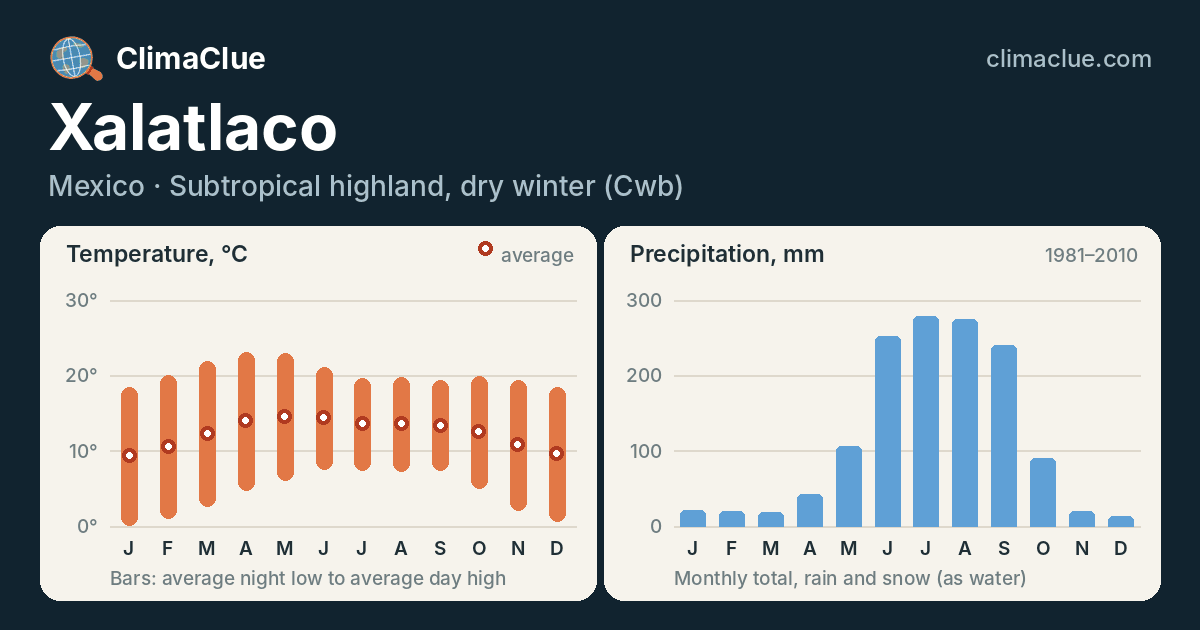 ClimaClue
climaclue.com
Xalatlaco
Mexico · Subtropical highland, dry winter (Cwb)
Temperature, °C
average
30°
20°
10°
0°
J F M A M J J A S O N D
Bars: average night low to average day high
Precipitation, mm
1981–2010
300
200
100
0
J F M A M J J A S O N D
Monthly total, rain and snow (as water)